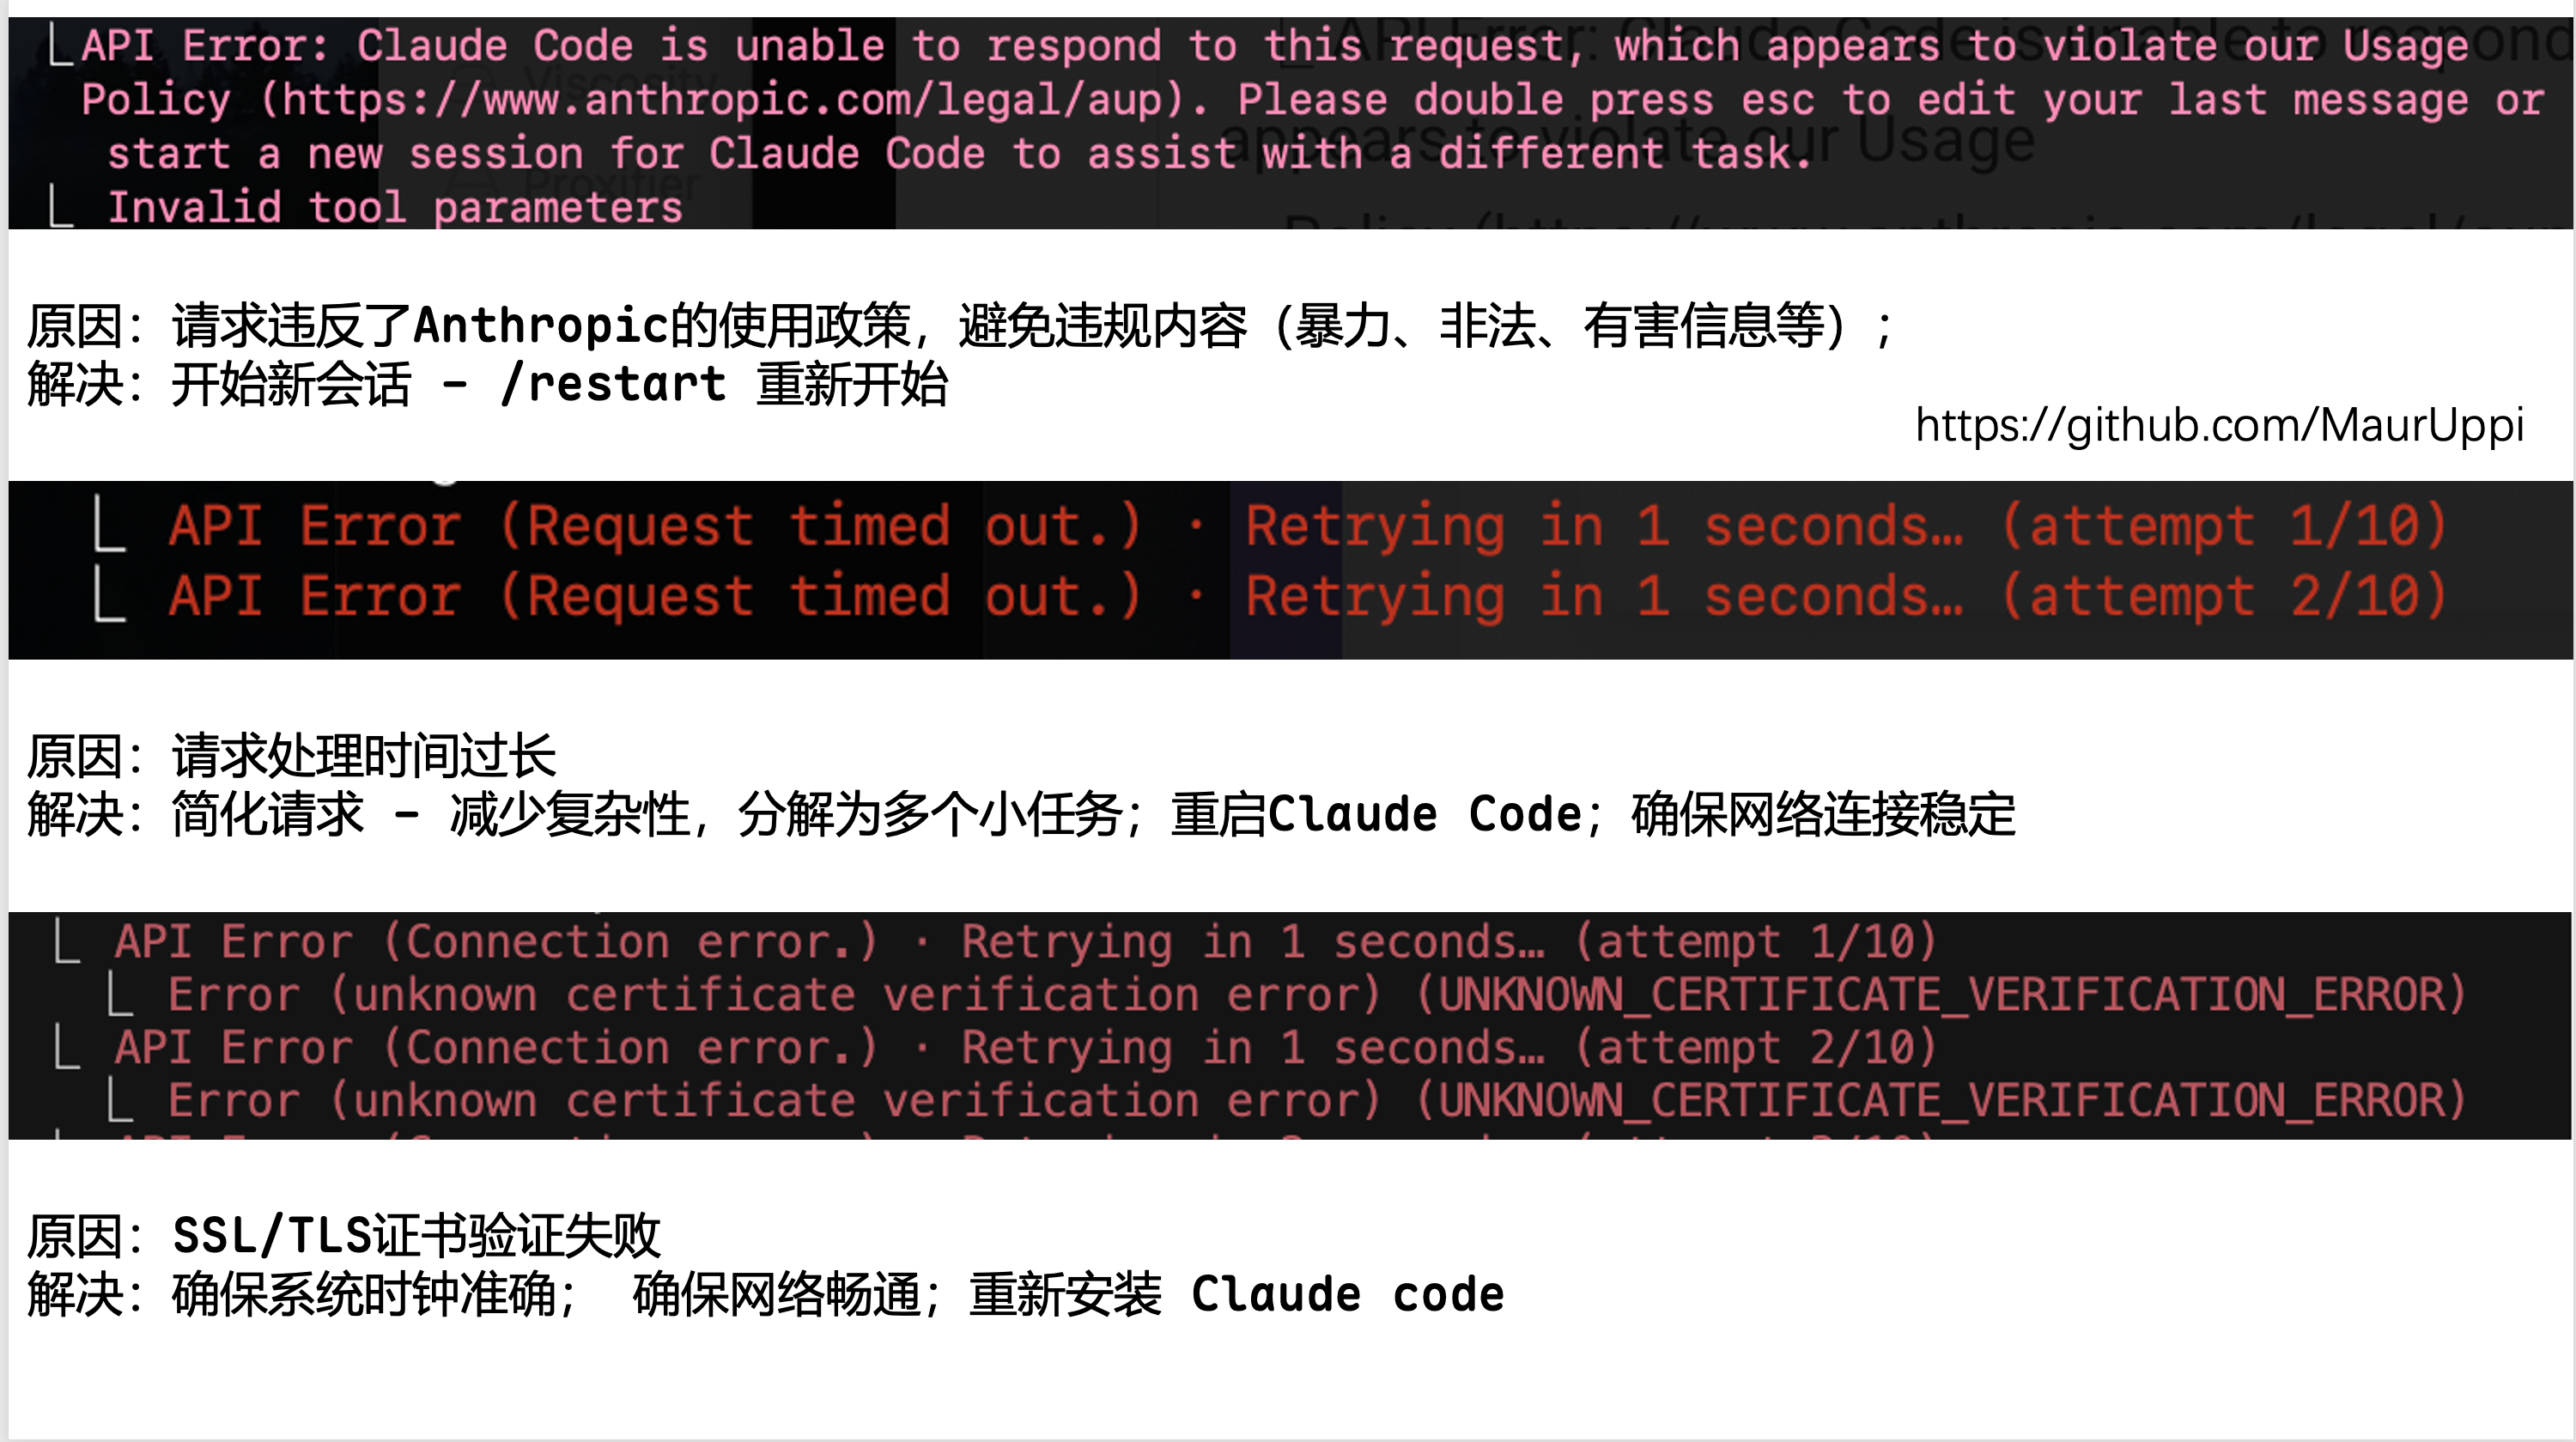 API Error: Claude Code is unable to respond to this request, which appears to violate our Usage
Policy (https://www.anthropic.com/legal/aup). Please double press esc to edit your last message or
start a new session for Claude Code to assist with a different task.
Invalid tool parameters
原因：请求违反了Anthropic的使用政策，避免违规内容（暴力、非法、有害信息等）；
解决：开始新会话 - /restart 重新开始
https://github.com/MaurUppi
API Error (Request timed out.) · Retrying in 1 seconds… (attempt 1/10)
API Error (Request timed out.) · Retrying in 1 seconds… (attempt 2/10)
原因：请求处理时间过长
解决：简化请求 - 减少复杂性，分解为多个小任务；重启Claude Code；确保网络连接稳定
API Error (Connection error.) · Retrying in 1 seconds… (attempt 1/10)
Error (unknown certificate verification error) (UNKNOWN_CERTIFICATE_VERIFICATION_ERROR)
API Error (Connection error.) · Retrying in 1 seconds… (attempt 2/10)
Error (unknown certificate verification error) (UNKNOWN_CERTIFICATE_VERIFICATION_ERROR)
原因：SSL/TLS证书验证失败
解决：确保系统时钟准确； 确保网络畅通；重新安装 Claude code